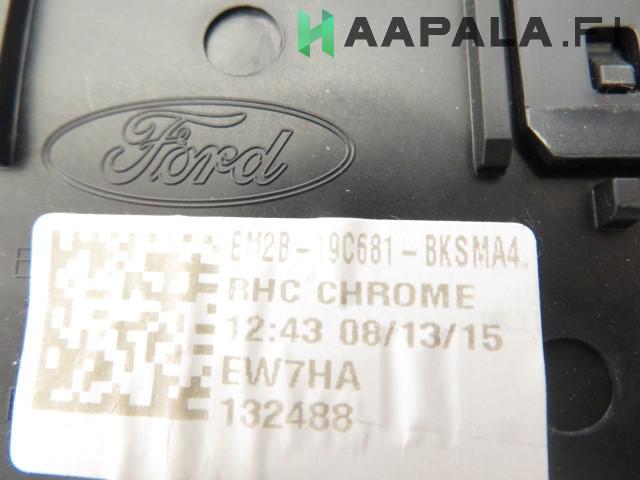 HAAPALA.FI
Ford
EM2B-19C681-BKSMA4
RHC CHROME
12:43 08/13/15
EW7HA
132488